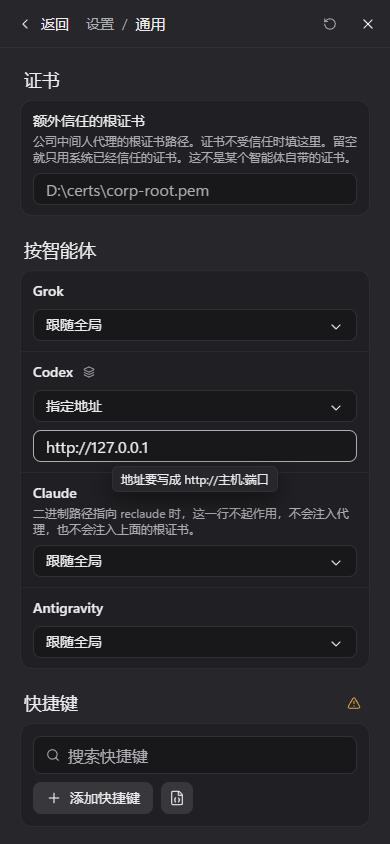 返回 设置 / 通用
证书
额外信任的根证书
公司中间人代理的根证书路径。证书不受信任时填这里。留空
就只用系统已经信任的证书。这不是某个智能体自带的证书。
D:\certs\corp-root.pem
按智能体
Grok
跟随全局
Codex
指定地址
http://127.0.0.1
地址要写成 http://主机:端口
Claude
二进制路径指向 reclaude 时，这一行不起作用，不会注入代
理，也不会注入上面的根证书。
跟随全局
Antigravity
跟随全局
快捷键
搜索快捷键
添加快捷键